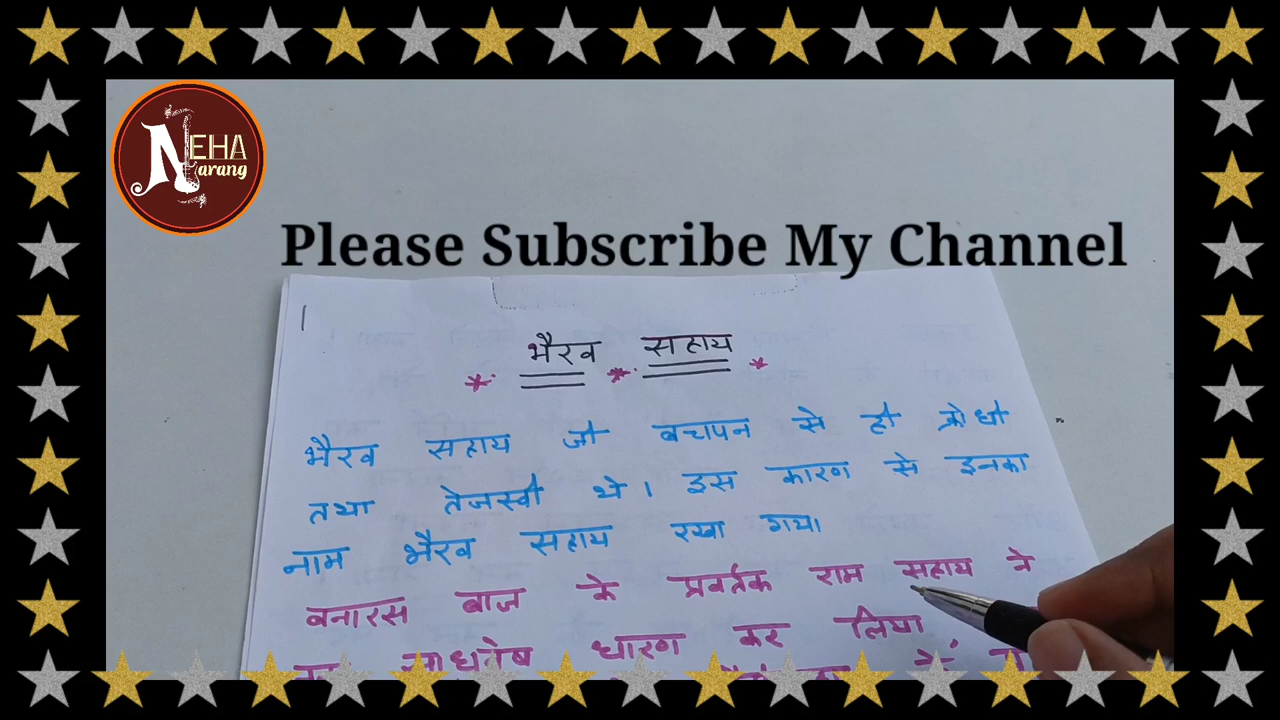 NEHA
Narang
Please Subscribe My Channel
1
भैरव सहाय
भैरव सहाय जी बचपन से ही क्रोधी
तथा तेजस्वी थे। इस कारण से इनका
नाम भैरव सहाय रखा गया
बनारस बाज के प्रवर्तक राम सहाय ने
साधुवेष धारण कर लिया